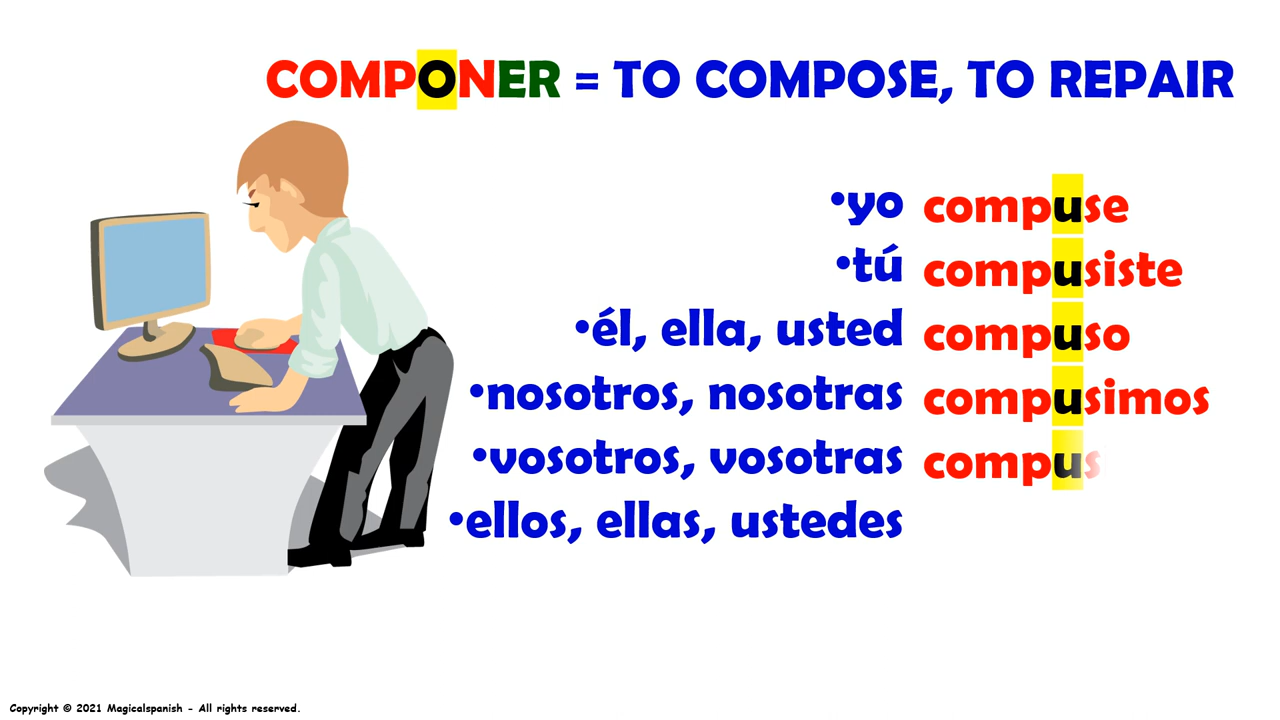 COMPONER = TO COMPOSE, TO REPAIR
•yo compuse
•tú compusiste
•él, ella, usted compuso
•nosotros, nosotras compusimos
•vosotros, vosotras compus
•ellos, ellas, ustedes
Copyright © 2021 Magicalspanish - All rights reserved.